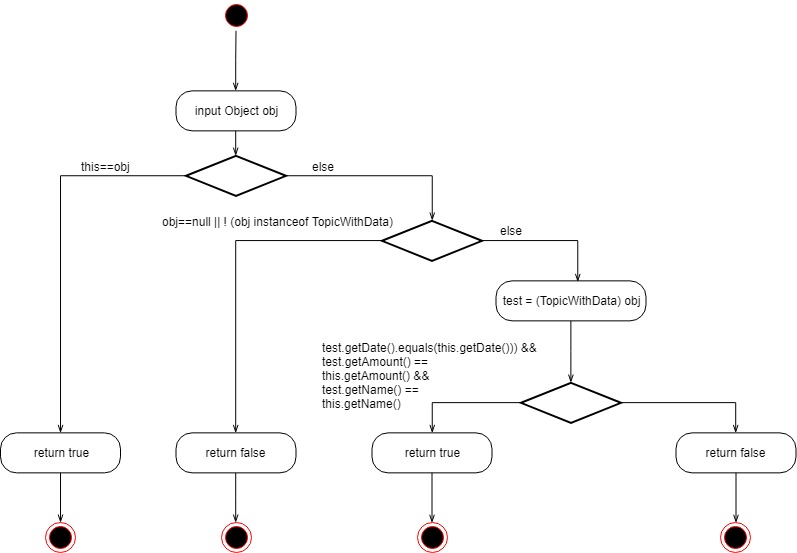 input Object obj
this==obj
else
obj==null || ! (obj instanceof TopicWithData)
else
test = (TopicWithData) obj
test.getDate().equals(this.getDate())) &&
test.getAmount() ==
this.getAmount() &&
test.getName() ==
this.getName()
return true
return false
return true
return false